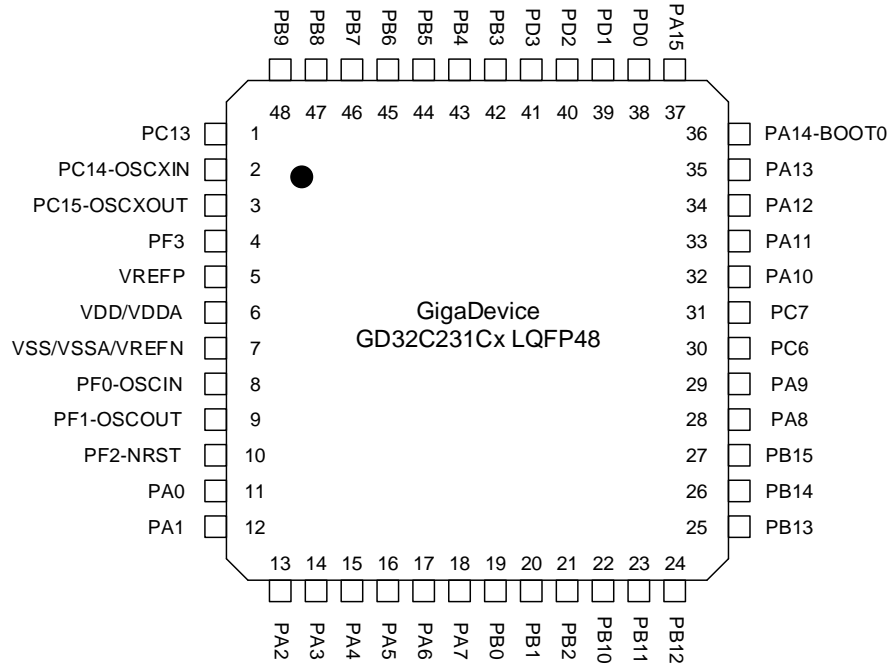 PB9 PB8 PB7 PB6 PB5 PB4 PB3 PD3 PD2 PD1 PD0 PA15
48 47 46 45 44 43 42 41 40 39 38 37
PC13 1 36 PA14-BOOT0
PC14-OSCXIN 2 35 PA13
PC15-OSCXOUT 3 34 PA12
PF3 4 33 PA11
VREFP 5 32 PA10
VDD/VDDA 6 31 PC7
VSS/VSSA/VREFN 7 30 PC6
GigaDevice
GD32C231Cx LQFP48
PF0-OSCIN 8 29 PA9
PF1-OSCOUT 9 28 PA8
PF2-NRST 10 27 PB15
PA0 11 26 PB14
PA1 12 25 PB13
13 14 15 16 17 18 19 20 21 22 23 24
PA2 PA3 PA4 PA5 PA6 PA7 PB0 PB1 PB2 PB10 PB11 PB12